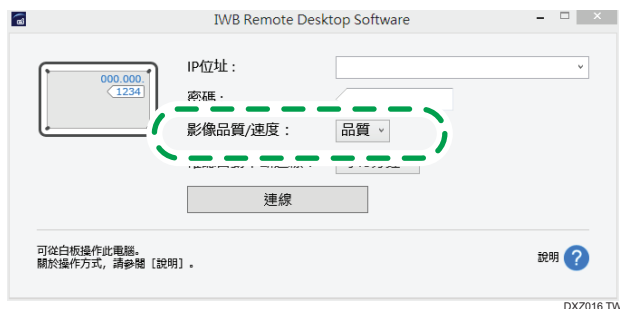 IWB Remote Desktop Software
000.000.
1234
IP位址：
密碼：
影像品質/速度： 品質
連線
可從白板操作此電腦。
關於操作方式，請參閱［說明］。
說明 ?
DXZ016 TW